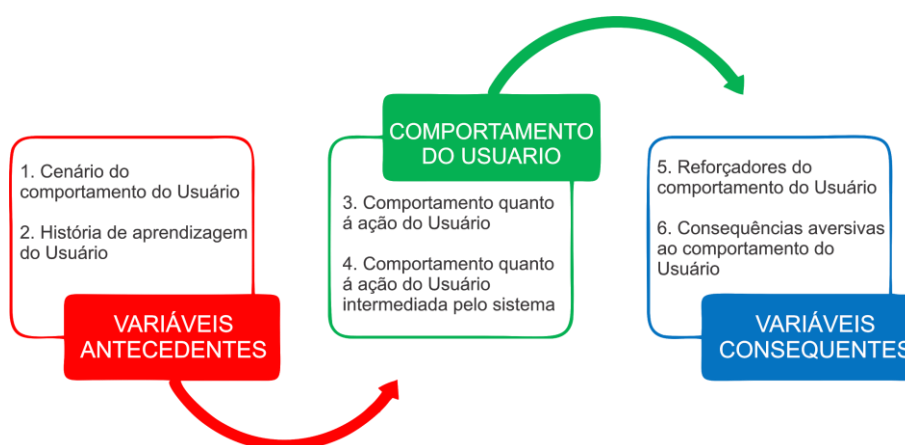 1. Cenário do
comportamento do Usuário
2. História de aprendizagem
do Usuário
VARIÁVEIS
ANTECEDENTES
COMPORTAMENTO
DO USUARIO
3. Comportamento quanto
á ação do Usuário
4. Comportamento quanto
á ação do Usuário
intermediada pelo sistema
5. Reforçadores do
comportamento do Usuário
6. Consequências aversivas
ao comportamento do
Usuário
VARIÁVEIS
CONSEQUENTES